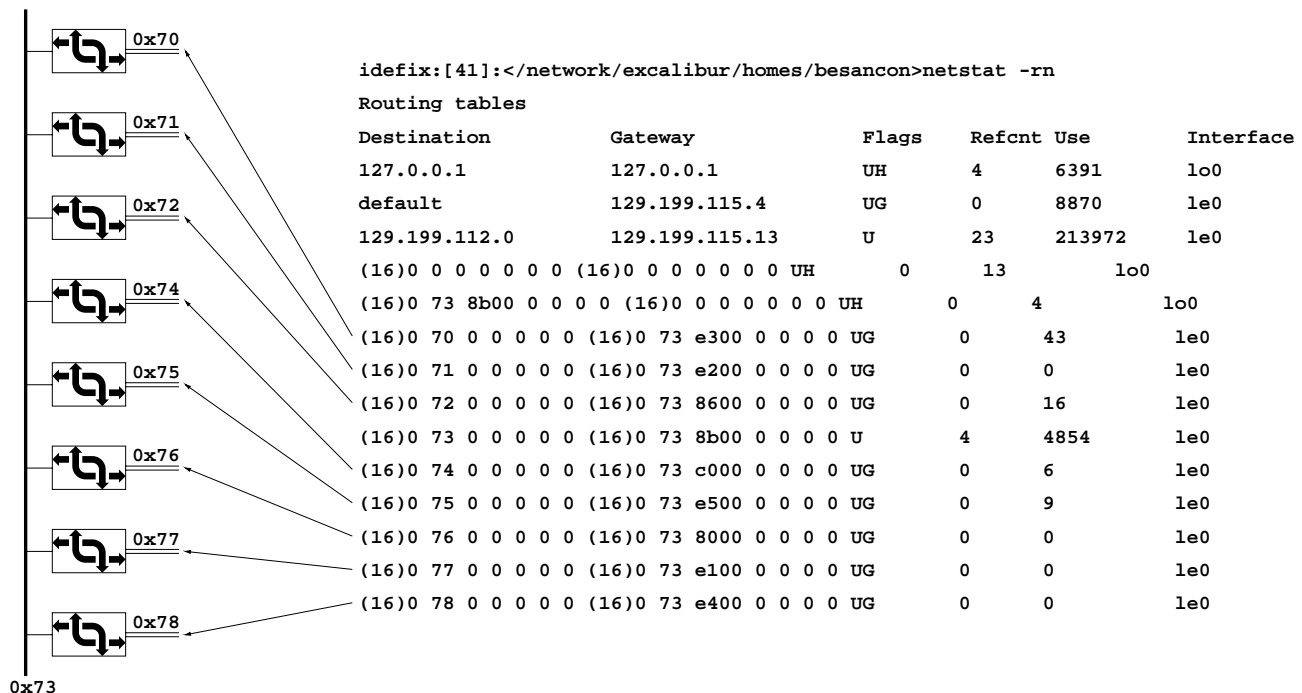 0x70
0x71
0x72
0x74
0x75
0x76
0x77
0x78
0x73
idefix:[41]:</network/excalibur/homes/besancon>netstat -rn
Routing tables
Destination Gateway Flags Refcnt Use Interface
127.0.0.1 127.0.0.1 UH 4 6391 lo0
default 129.199.115.4 UG 0 8870 le0
129.199.112.0 129.199.115.13 U 23 213972 le0
(16)0 0 0 0 0 0 0 (16)0 0 0 0 0 0 0 UH 0 13 lo0
(16)0 73 8b00 0 0 0 0 (16)0 0 0 0 0 0 0 UH 0 4 lo0
(16)0 70 0 0 0 0 0 (16)0 73 e300 0 0 0 0 UG 0 43 le0
(16)0 71 0 0 0 0 0 (16)0 73 e200 0 0 0 0 UG 0 0 le0
(16)0 72 0 0 0 0 0 (16)0 73 8600 0 0 0 0 UG 0 16 le0
(16)0 73 0 0 0 0 0 (16)0 73 8b00 0 0 0 0 U 4 4854 le0
(16)0 74 0 0 0 0 0 (16)0 73 c000 0 0 0 0 UG 0 6 le0
(16)0 75 0 0 0 0 0 (16)0 73 e500 0 0 0 0 UG 0 9 le0
(16)0 76 0 0 0 0 0 (16)0 73 8000 0 0 0 0 UG 0 0 le0
(16)0 77 0 0 0 0 0 (16)0 73 e100 0 0 0 0 UG 0 0 le0
(16)0 78 0 0 0 0 0 (16)0 73 e400 0 0 0 0 UG 0 0 le0